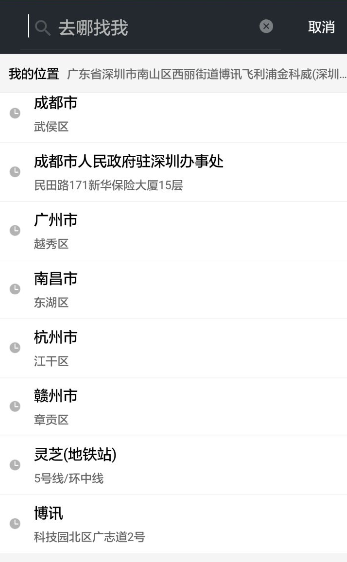 去哪找我
取消
我的位置 广东省深圳市南山区西丽街道博讯飞利浦金科威(深圳...
成都市
武侯区
成都市人民政府驻深圳办事处
民田路171新华保险大厦15层
广州市
越秀区
南昌市
东湖区
杭州市
江干区
赣州市
章贡区
灵芝(地铁站)
5号线/环中线
博讯
科技园北区广志道2号